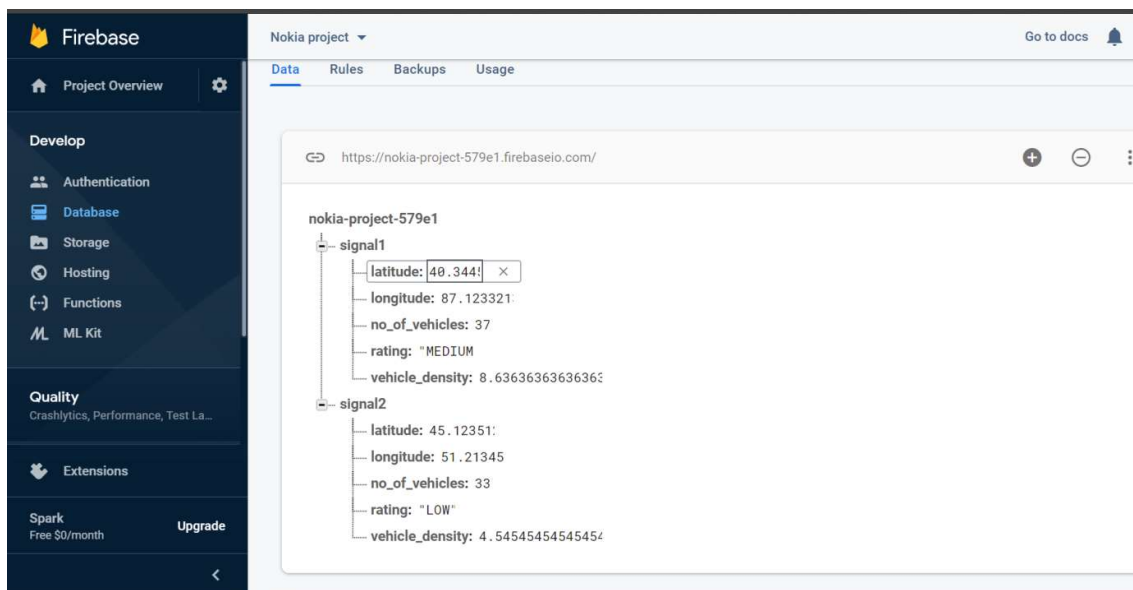 Firebase
Nokia project
Go to docs
Project Overview
Data Rules Backups Usage
Develop
https://nokia-project-579e1.firebaseio.com/
Authentication
Database
Storage
Hosting
Functions
ML Kit
Quality
Crashlytics, Performance, Test La...
Extensions
Spark
Free $0/month
Upgrade
nokia-project-579e1
signal1
latitude: 40.344
longitude: 87.123321
no_of_vehicles: 37
rating: "MEDIUM
vehicle_density: 8.63636363636363
signal2
latitude: 45.12351
longitude: 51.21345
no_of_vehicles: 33
rating: "LOW"
vehicle_density: 4.54545454545454